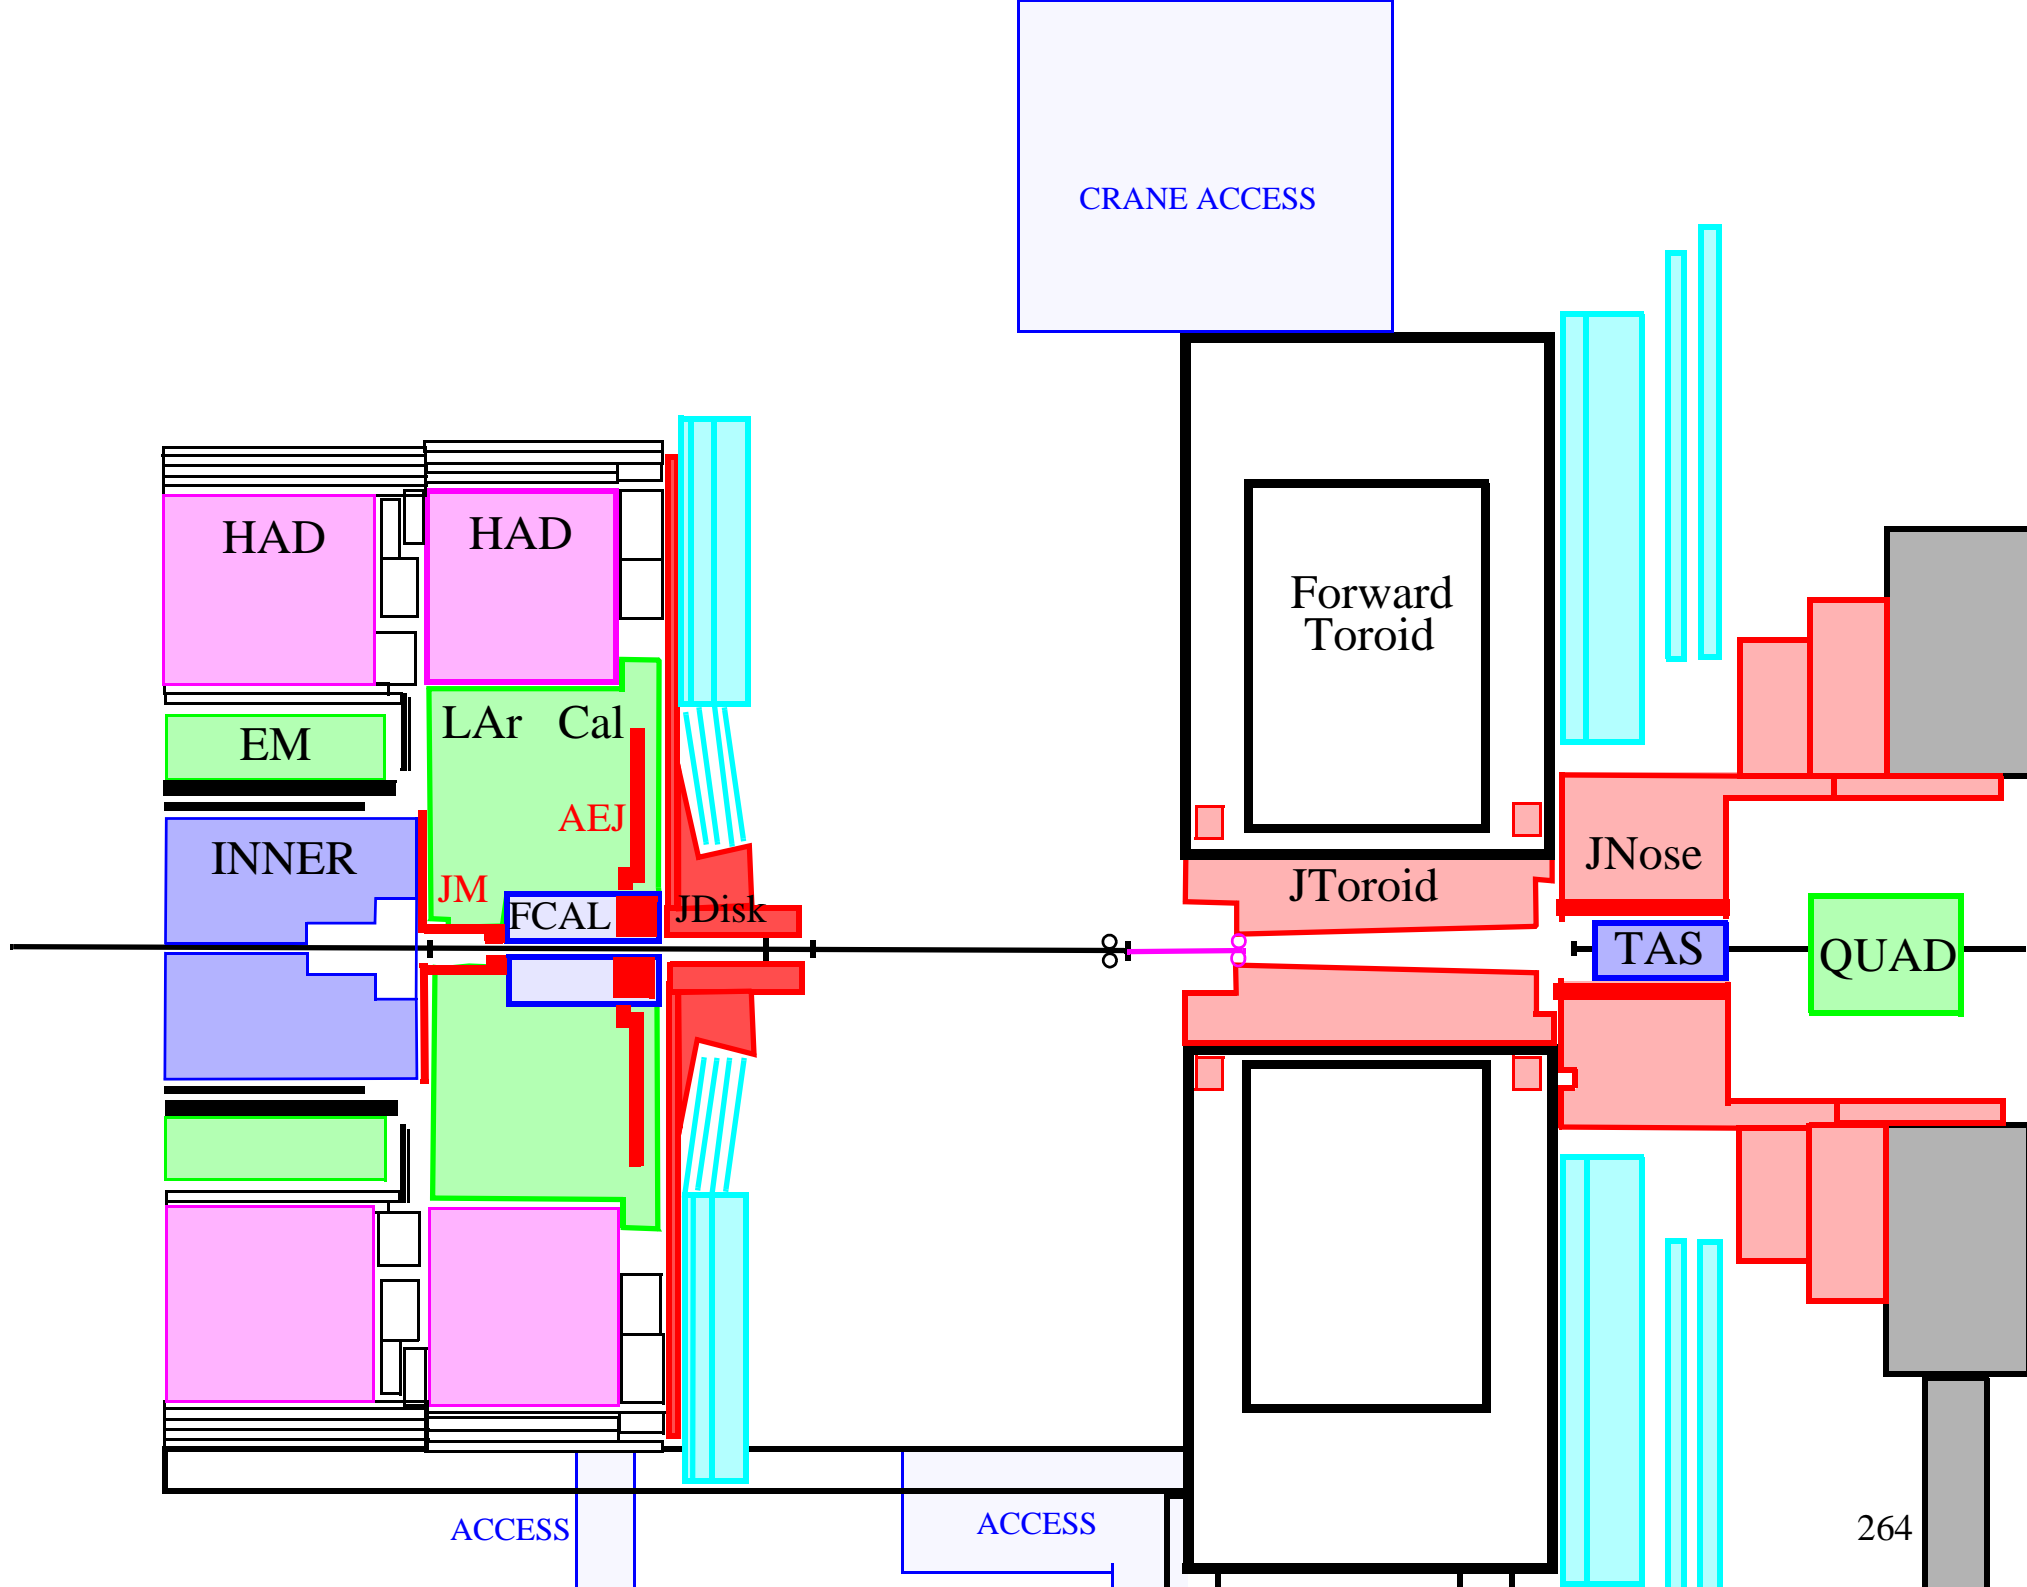 CRANE ACCESS
HAD
HAD
Forward
Toroid
LAr Cal
EM
AEJ
INNER
JM
FCAL
JDisk
JToroid
JNose
TAS
QUAD
ACCESS
ACCESS
264